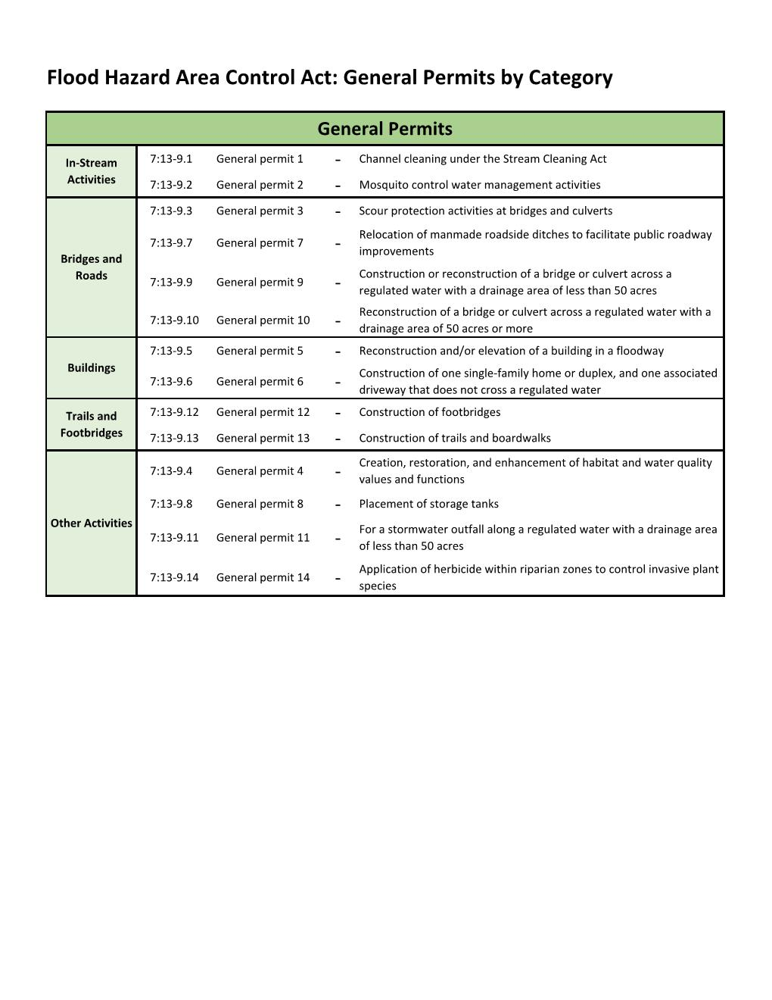 Flood Hazard Area Control Act: General Permits by Category
General Permits
In-Stream
Activities
7:13-9.1 General permit 1 - Channel cleaning under the Stream Cleaning Act
7:13-9.2 General permit 2 - Mosquito control water management activities
Bridges and
Roads
7:13-9.3 General permit 3 - Scour protection activities at bridges and culverts
7:13-9.7 General permit 7 - Relocation of manmade roadside ditches to facilitate public roadway
improvements
7:13-9.9 General permit 9 - Construction or reconstruction of a bridge or culvert across a
regulated water with a drainage area of less than 50 acres
7:13-9.10 General permit 10 - Reconstruction of a bridge or culvert across a regulated water with a
drainage area of 50 acres or more
Buildings
7:13-9.5 General permit 5 - Reconstruction and/or elevation of a building in a floodway
7:13-9.6 General permit 6 - Construction of one single-family home or duplex, and one associated
driveway that does not cross a regulated water
Trails and
Footbridges
7:13-9.12 General permit 12 - Construction of footbridges
7:13-9.13 General permit 13 - Construction of trails and boardwalks
Other Activities
7:13-9.4 General permit 4 - Creation, restoration, and enhancement of habitat and water quality
values and functions
7:13-9.8 General permit 8 - Placement of storage tanks
7:13-9.11 General permit 11 - For a stormwater outfall along a regulated water with a drainage area
of less than 50 acres
7:13-9.14 General permit 14 - Application of herbicide within riparian zones to control invasive plant
species